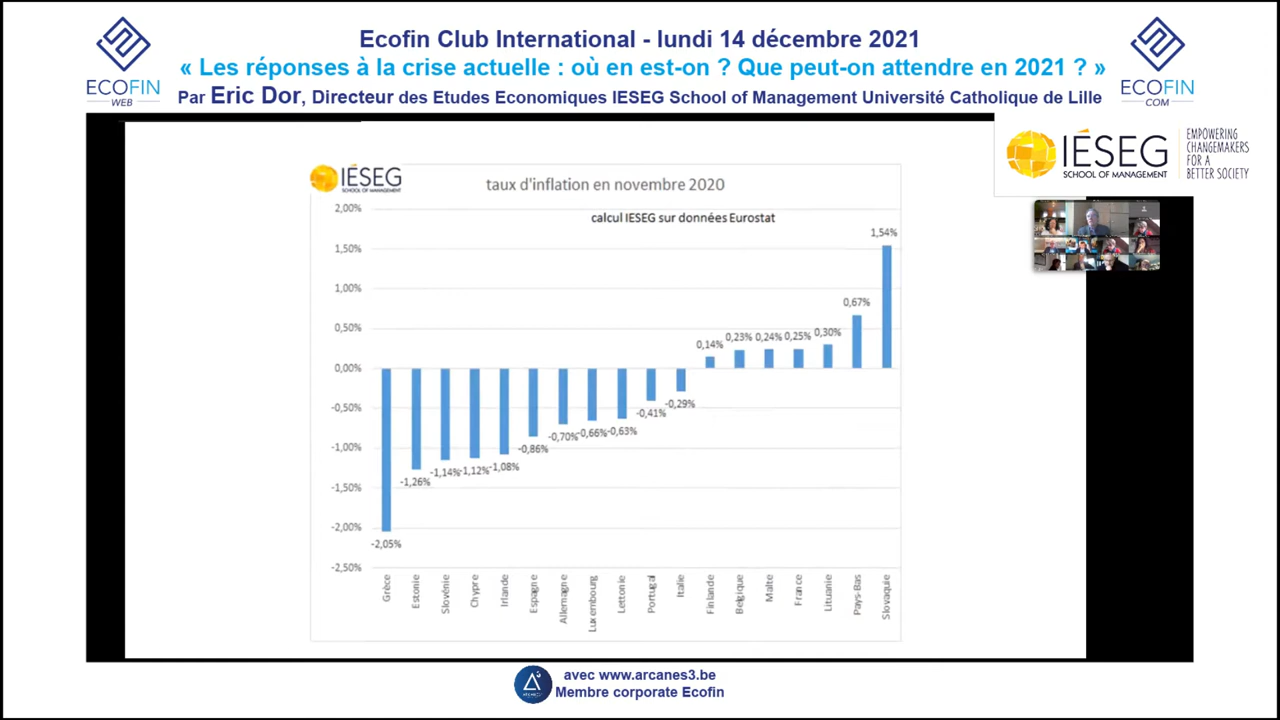 Ecofin Club International - lundi 14 décembre 2021
« Les réponses à la crise actuelle : où en est-on ? Que peut-on attendre en 2021 ? »
Par Eric Dor, Directeur des Etudes Economiques IESEG School of Management Université Catholique de Lille
ECOFIN
WEB
ECOFIN
COM
IÉSEG
SCHOOL OF MANAGEMENT
EMPOWERING
CHANGEMAKERS
FOR A
BETTER SOCIETY
IÉSEG
SCHOOL OF MANAGEMENT
taux d'inflation en novembre 2020
calcul IESEG sur données Eurostat
2,00%
1,50%
1,00%
0,50%
0,00%
-0,50%
-1,00%
-1,50%
-2,00%
-2,50%
-2,05%
-1,26%
-1,14%
-1,12%
-1,08%
-0,86%
-0,70%
-0,66%
-0,63%
-0,41%
-0,29%
0,14%
0,23%
0,24%
0,25%
0,30%
0,67%
1,54%
Grèce
Estonie
Slovénie
Chypre
Irlande
Espagne
Allemagne
Luxembourg
Lettonie
Portugal
Italie
Finlande
Belgique
Malte
France
Lituanie
Pays-Bas
Slovaquie
avec www.arcanes3.be
Membre corporate Ecofin